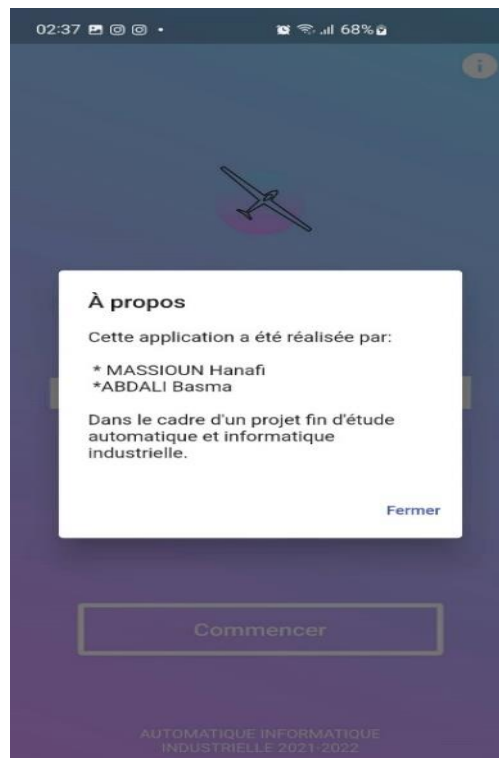 02:37
68%
i
À propos
Cette application a été réalisée par:
* MASSIOUN Hanafi
*ABDALI Basma
Dans le cadre d'un projet fin d'étude
automatique et informatique
industrielle.
Fermer
Commencer
AUTOMATIQUE INFORMATIQUE
INDUSTRIELLE 2021-2022